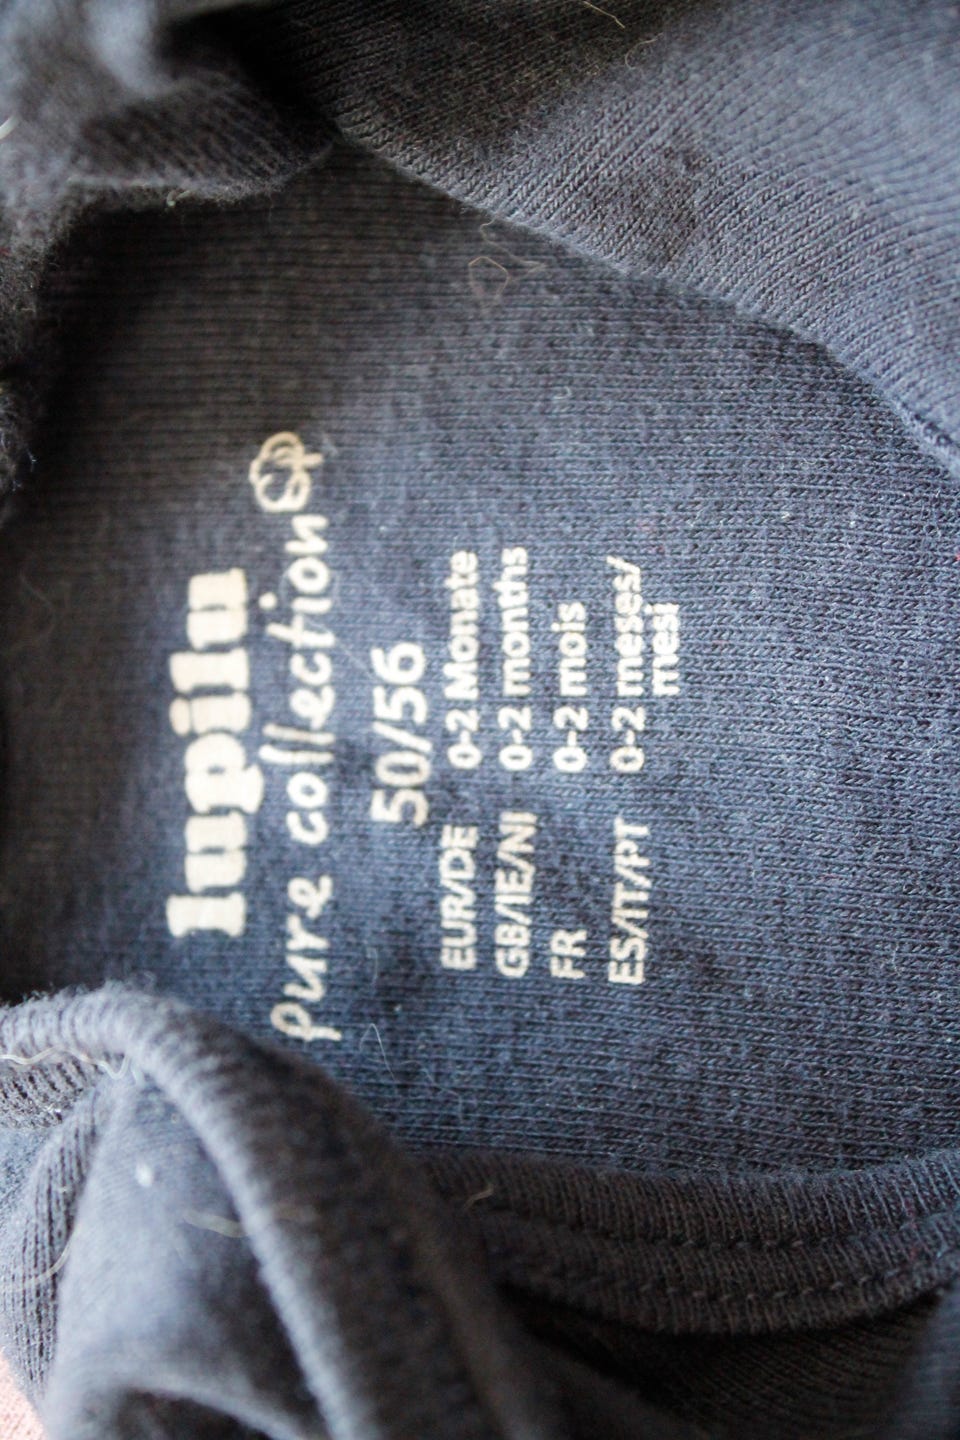 lupilu
pure collection
50/56
EUR/DE 0-2 Monate
GB/IE/NI 0-2 months
FR 0-2 mois
ES/IT/PT 0-2 meses/
mesi